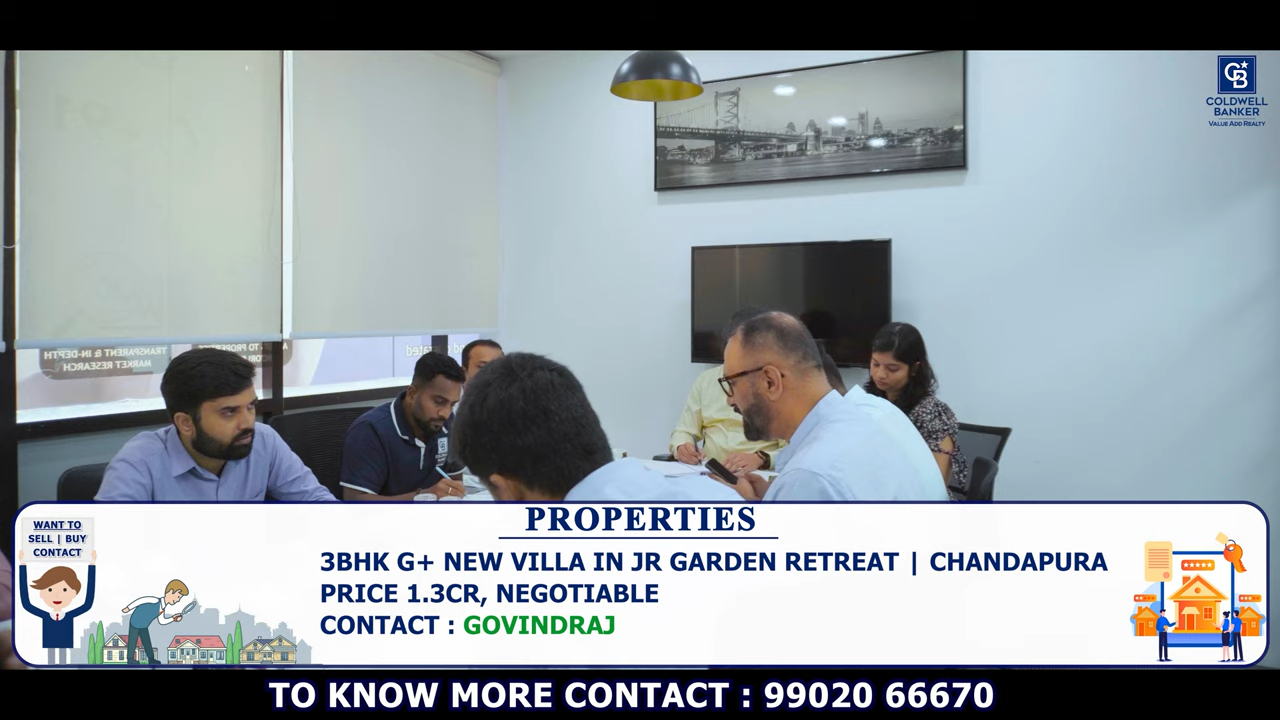 CB
COLDWELL
BANKER
VALUE ADD REALTY
TRANSPARENT & IN-DEPTH
MARKET RESEARCH
PROPERTIES
WANT TO
SELL | BUY
CONTACT
3BHK G+ NEW VILLA IN JR GARDEN RETREAT | CHANDAPURA
PRICE 1.3CR, NEGOTIABLE
CONTACT : GOVINDRAJ
TO KNOW MORE CONTACT : 99020 66670